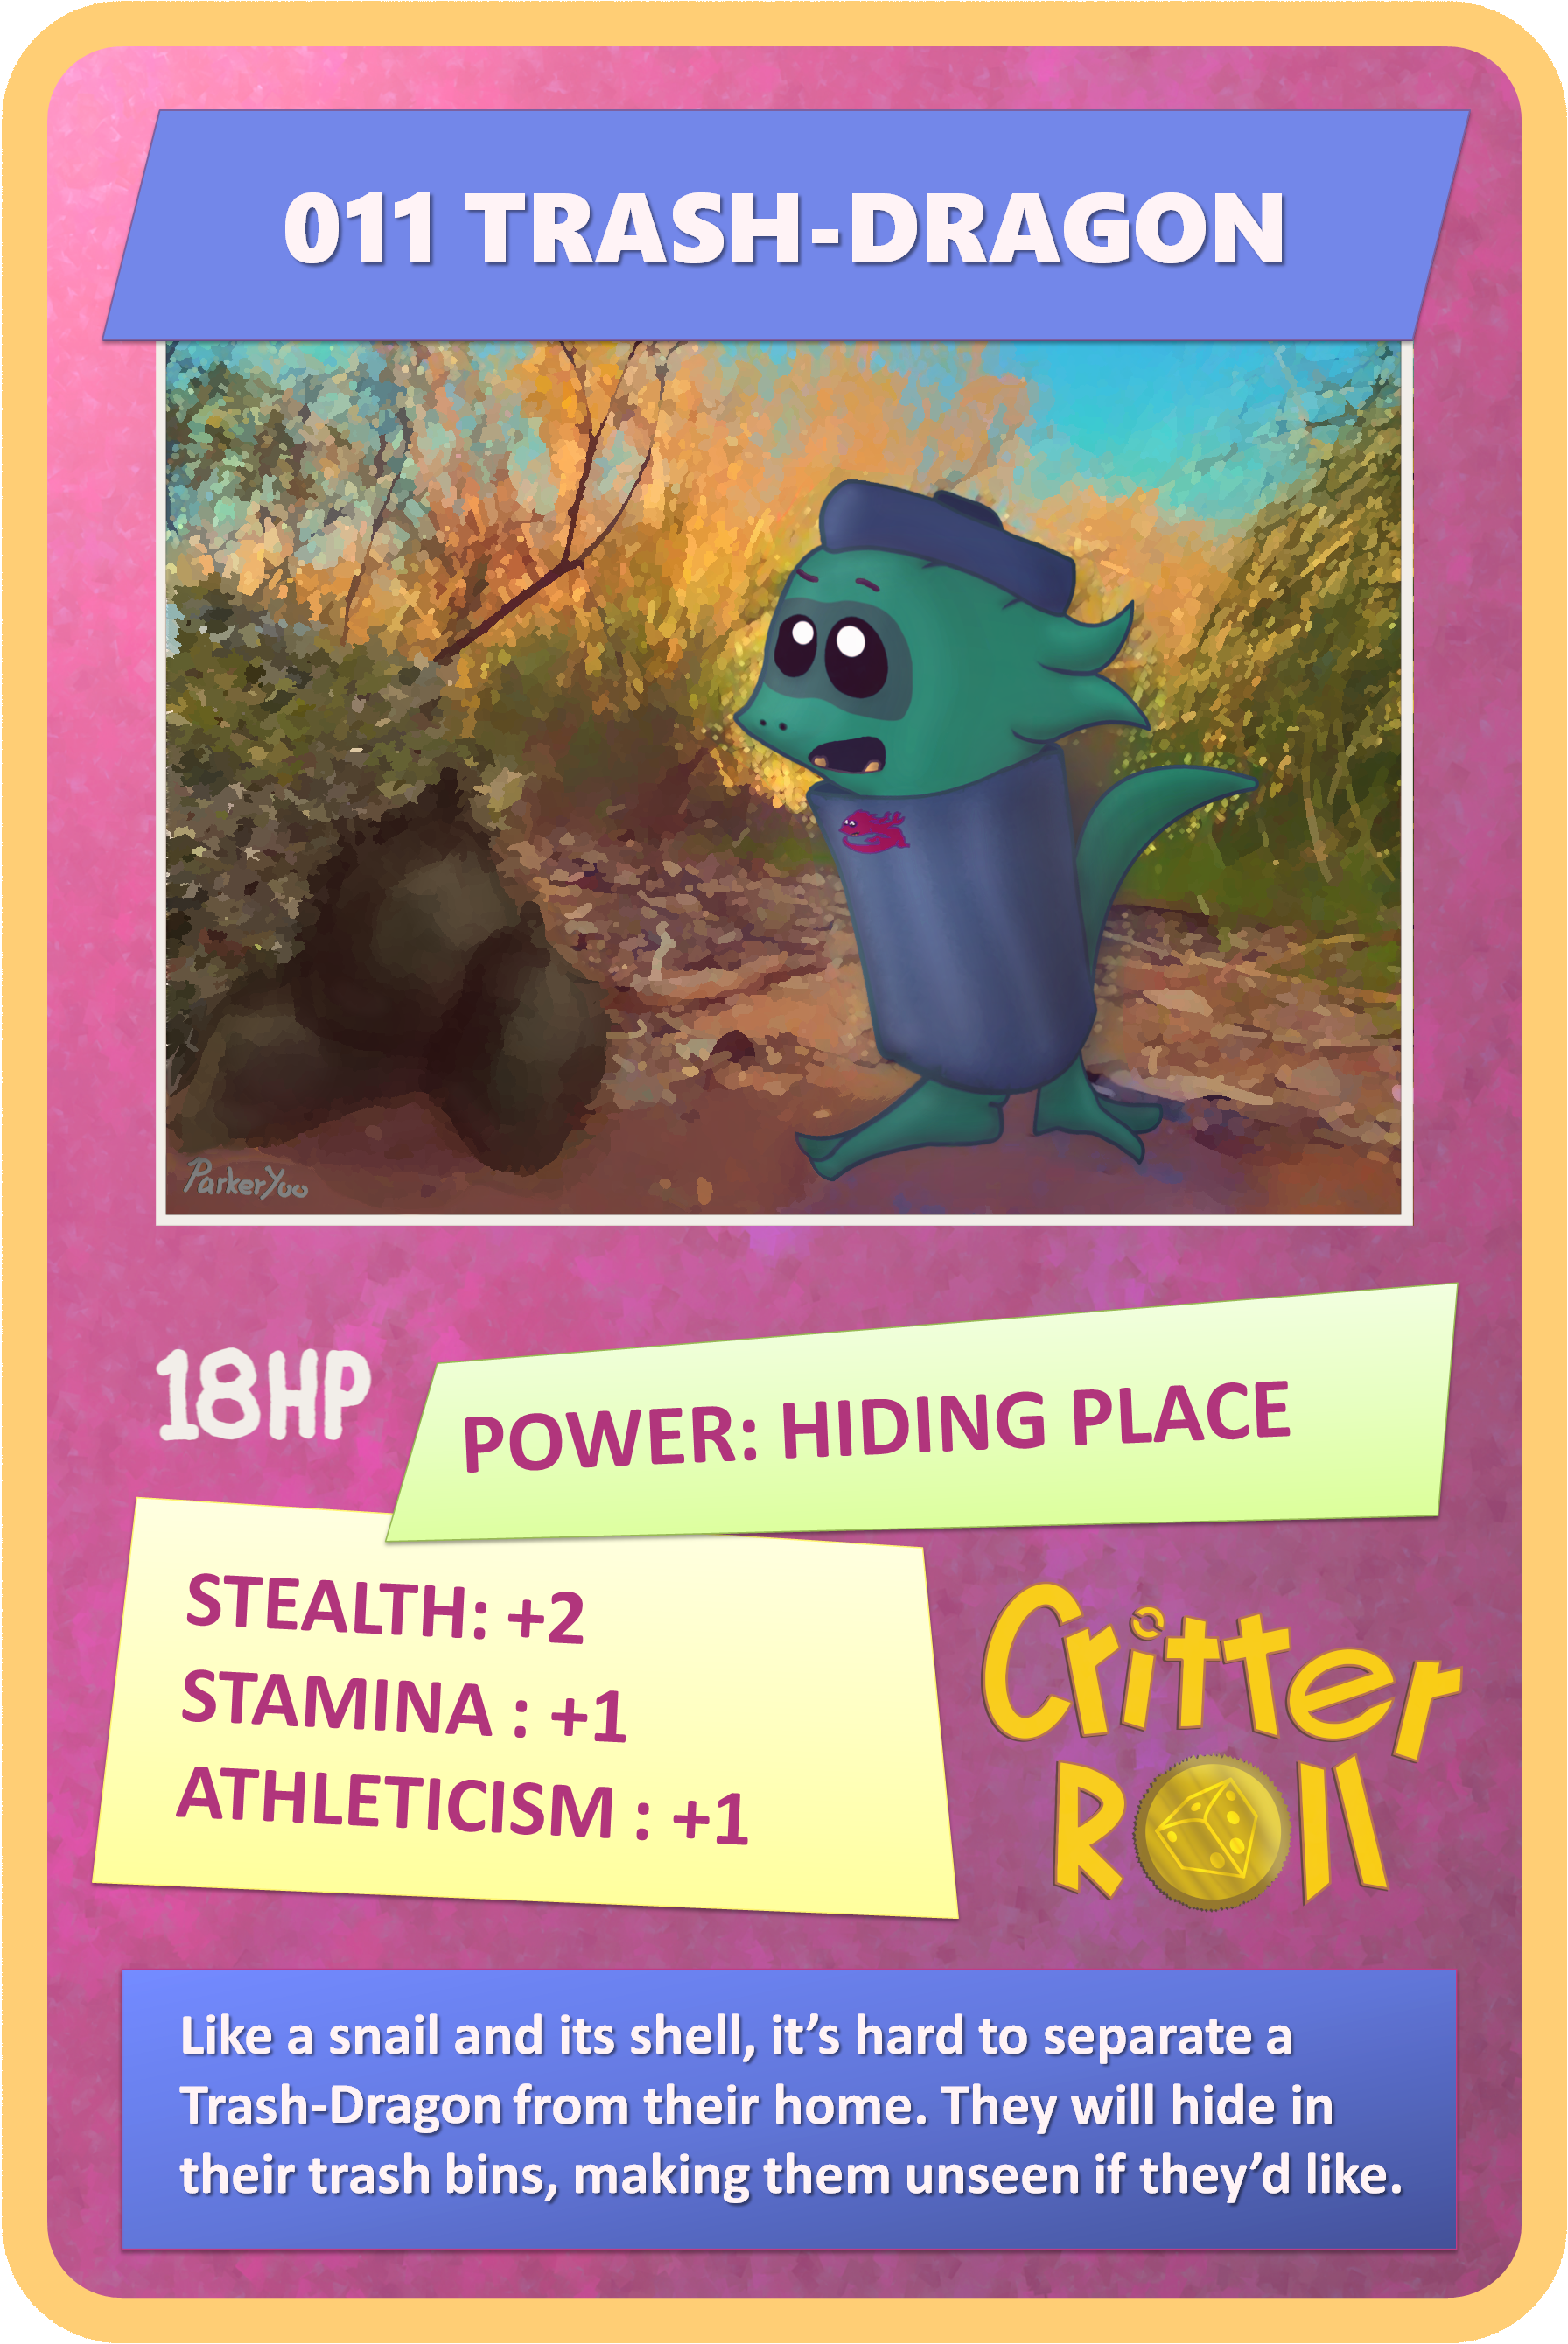 011 TRASH-DRAGON
ParkerYoo
18HP
POWER: HIDING PLACE
STEALTH: +2
STAMINA : +1
ATHLETICISM : +1
Critter
Roll
Like a snail and its shell, it’s hard to separate a
Trash-Dragon from their home. They will hide in
their trash bins, making them unseen if they’d like.